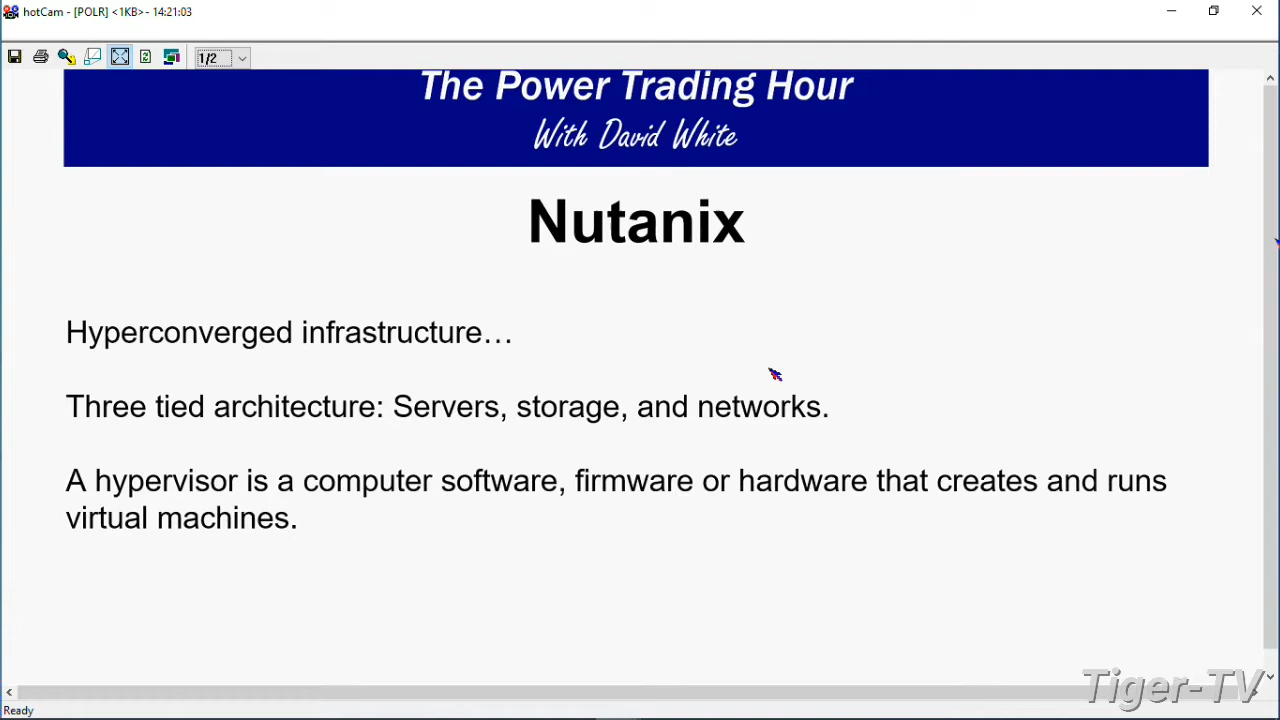 hotCam - [POLR] <1KB> - 14:21:03
1/2
The Power Trading Hour
With David White
Nutanix
Hyperconverged infrastructure…
Three tied architecture: Servers, storage, and networks.
A hypervisor is a computer software, firmware or hardware that creates and runs
virtual machines.
Tiger-TV
Ready